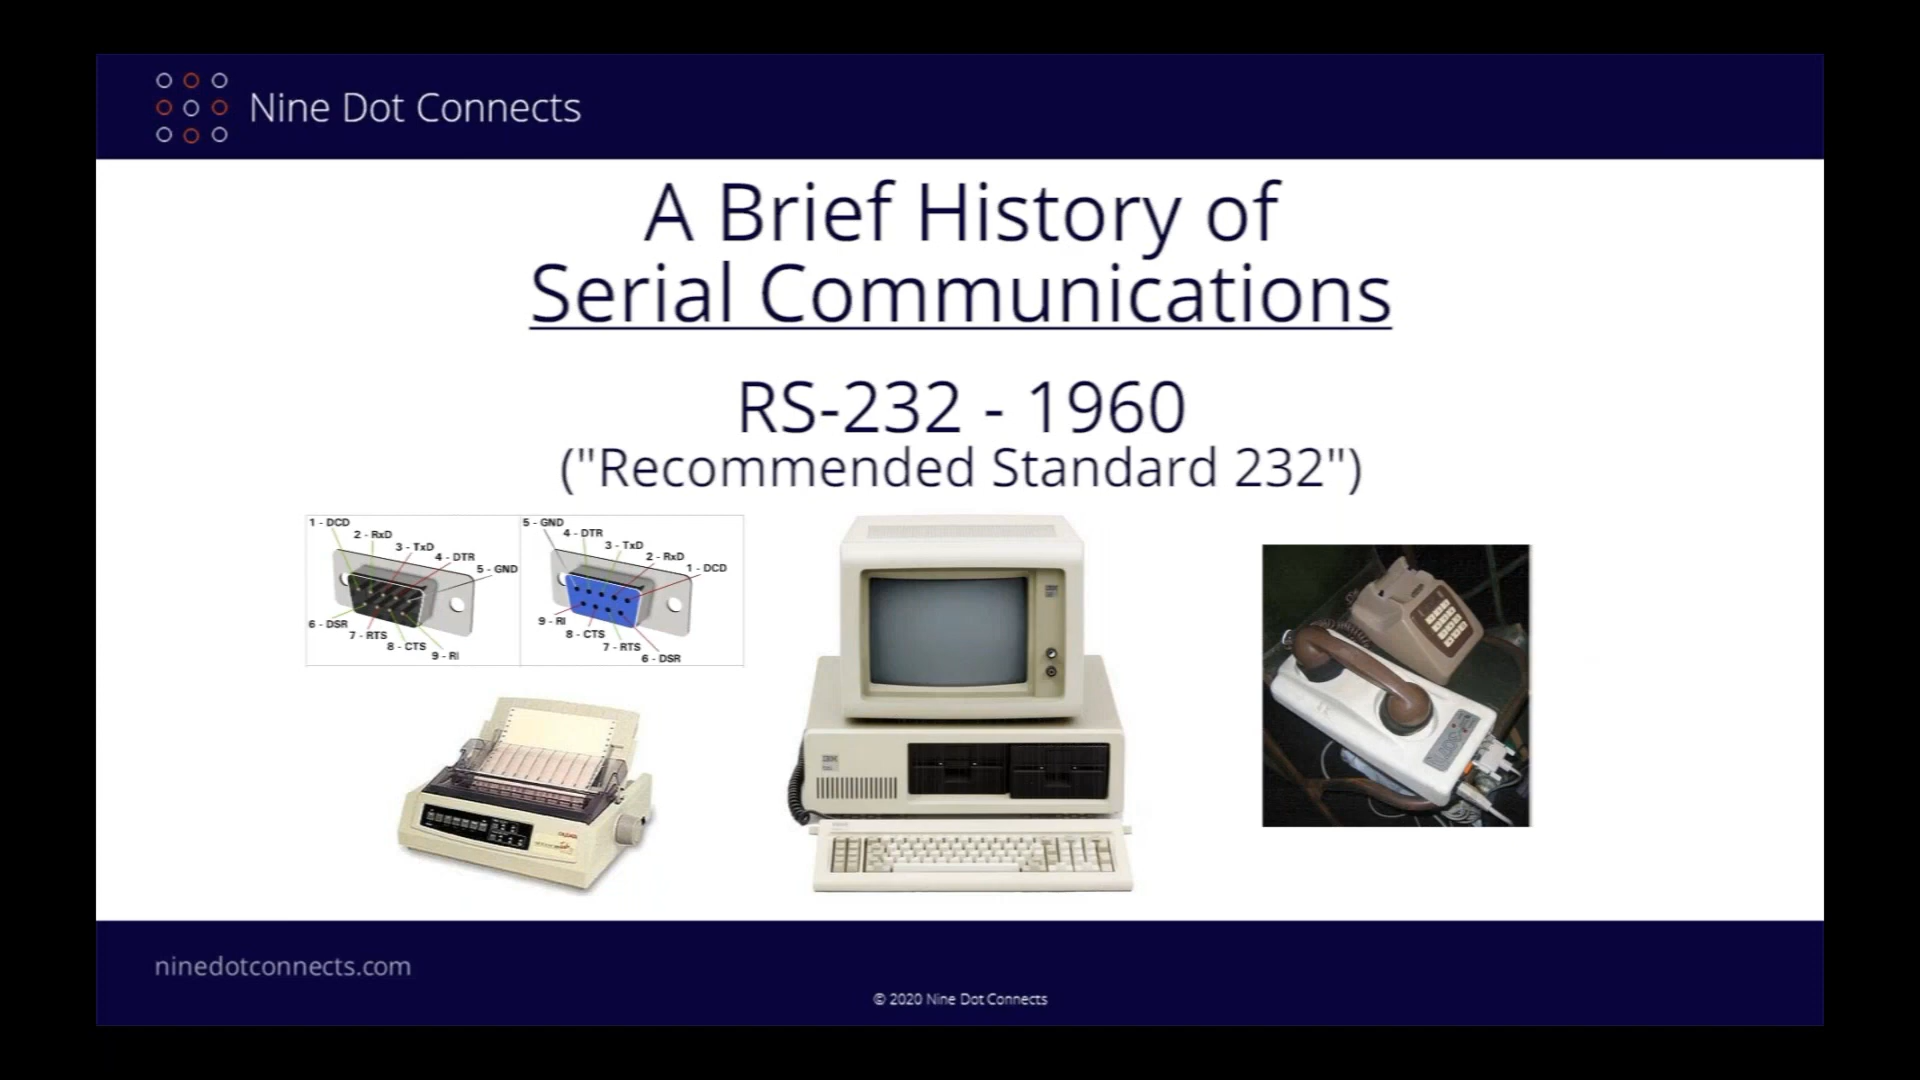 Nine Dot Connects
A Brief History of
Serial Communications
RS-232 - 1960
("Recommended Standard 232")
1 - DCD
2 - RxD
3 - TxD
4 - DTR
5 - GND
6 - DSR
7 - RTS
8 - CTS
9 - RI
5 - GND
4 - DTR
3 - TxD
2 - RxD
1 - DCD
9 - RI
8 - CTS
7 - RTS
6 - DSR
IBM
IBM
ninedotconnects.com
© 2020 Nine Dot Connects